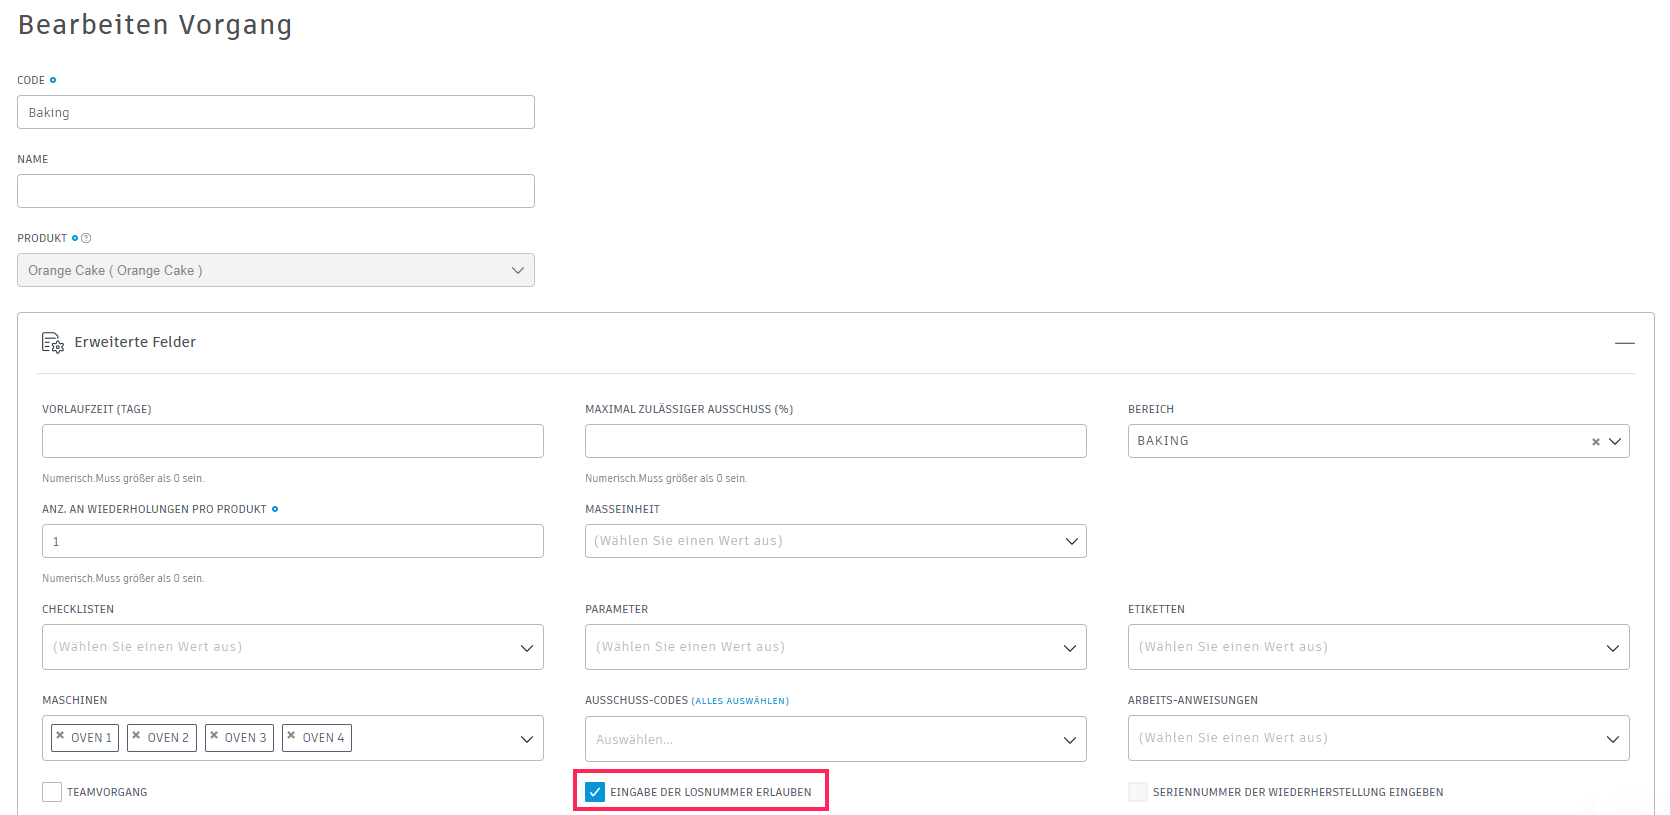 Bearbeiten Vorgang
CODE
Baking
NAME
PRODUKT
Orange Cake ( Orange Cake )
Erweiterte Felder
VORLAUFZEIT (TAGE)
MAXIMAL ZULÄSSIGER AUSSCHUSS (%)
BEREICH
BAKING
Numerisch.Muss größer als 0 sein.
Numerisch.Muss größer als 0 sein.
ANZ. AN WIEDERHOLUNGEN PRO PRODUKT
MASSEINHEIT
1
(Wählen Sie einen Wert aus)
Numerisch.Muss größer als 0 sein.
CHECKLISTEN
PARAMETER
ETIKETTEN
(Wählen Sie einen Wert aus)
(Wählen Sie einen Wert aus)
(Wählen Sie einen Wert aus)
MASCHINEN
AUSSCHUSS-CODES (ALLES AUSWÄHLEN)
ARBEITS-ANWEISUNGEN
× OVEN 1 × OVEN 2 × OVEN 3 × OVEN 4
Auswählen...
(Wählen Sie einen Wert aus)
TEAMVORGANG
EINGABE DER LOSNUMMER ERLAUBEN
SERIENNUMMER DER WIEDERHERSTELLUNG EINGEBEN